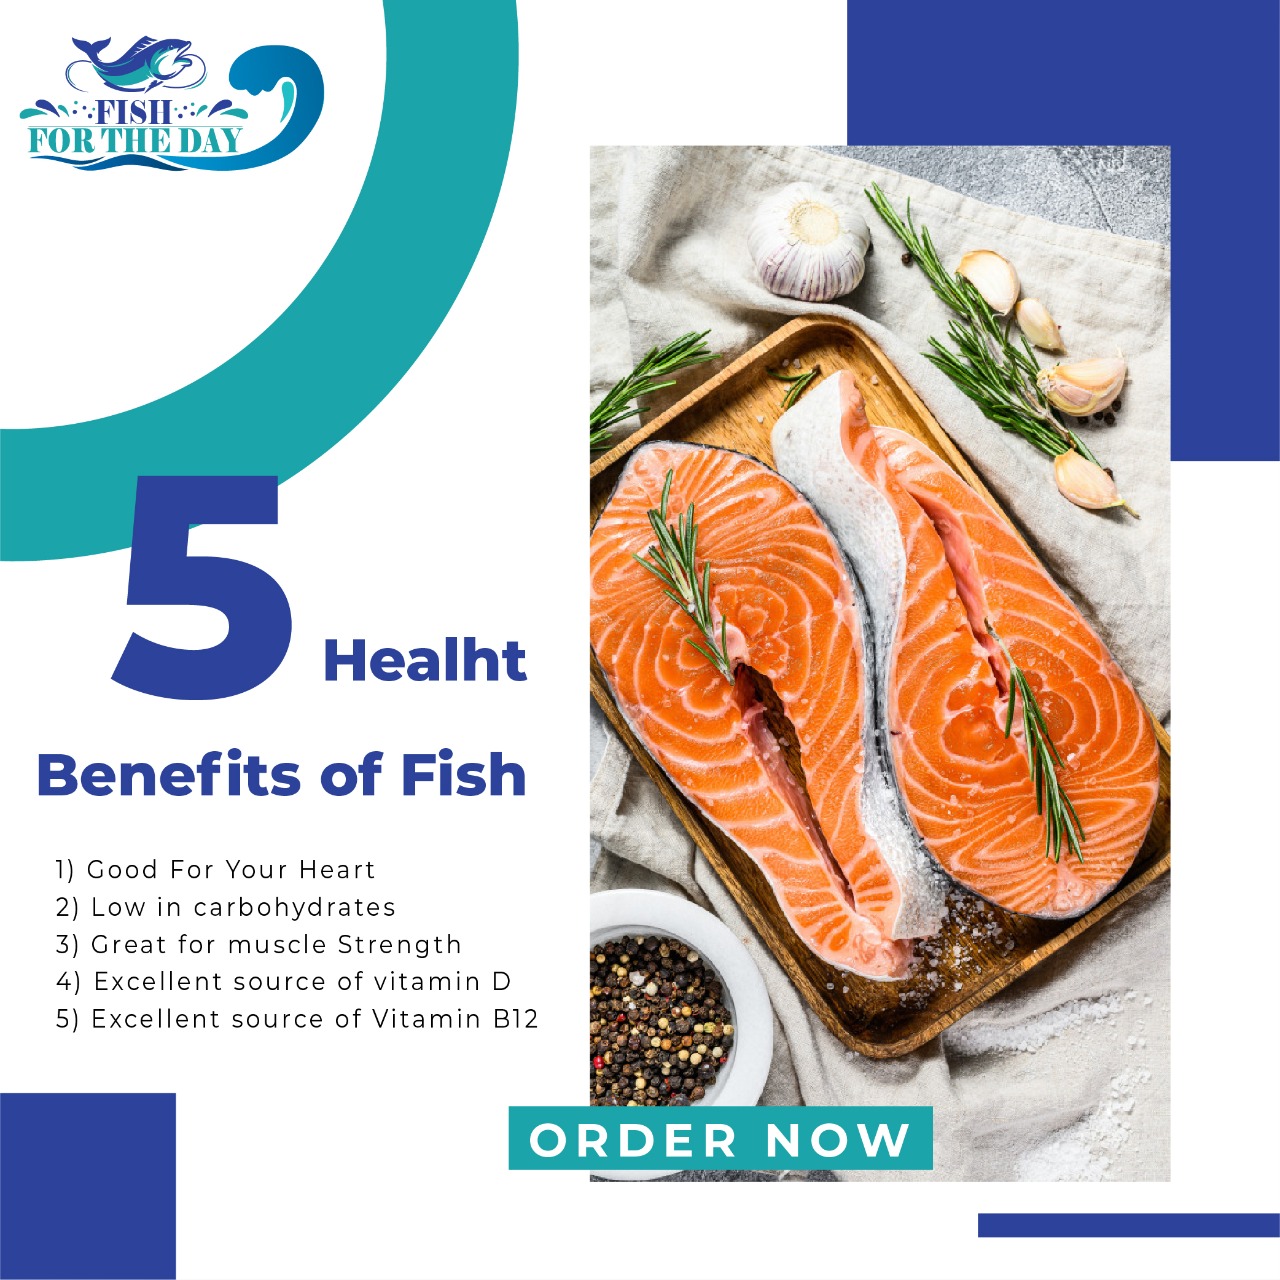 FISH
FOR THE DAY
5 Healht
Benefits of Fish
1) Good For Your Heart
2) Low in carbohydrates
3) Great for muscle Strength
4) Excellent source of vitamin D
5) Excellent source of Vitamin B12
ORDER NOW